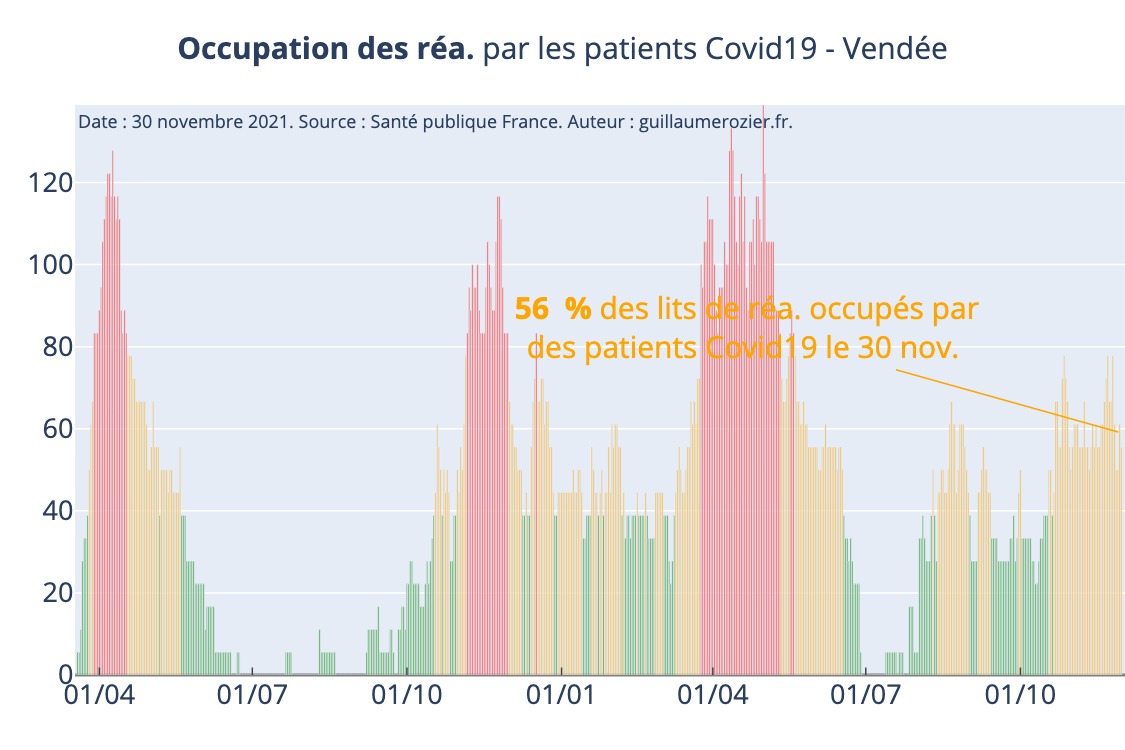 Occupation des réa. par les patients Covid19 - Vendée
Date : 30 novembre 2021. Source : Santé publique France. Auteur : guillaumerozier.fr.
120
100
56 % des lits de réa. occupés par
des patients Covid19 le 30 nov.
80
60
40
20
0
01/04 01/07 01/10 01/01 01/04 01/07 01/10